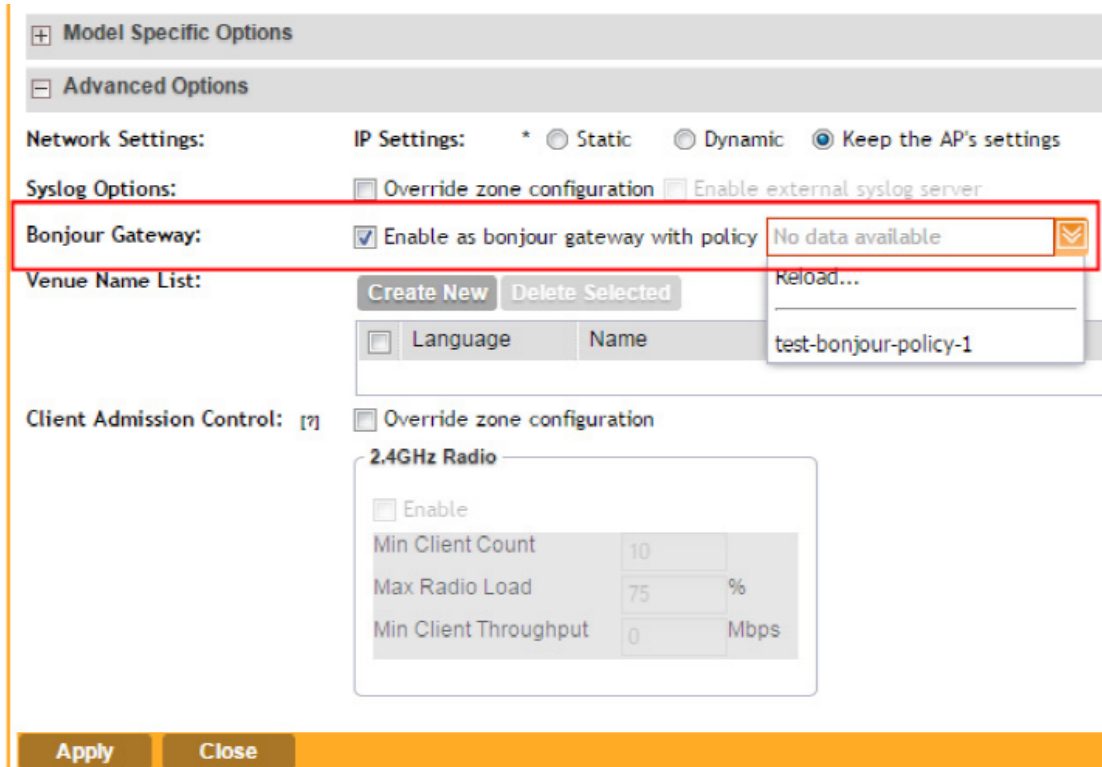 Model Specific Options
Advanced Options
Network Settings: IP Settings: * Static Dynamic Keep the AP's settings
Syslog Options: Override zone configuration Enable external syslog server
Bonjour Gateway: Enable as bonjour gateway with policy No data available
Reload...
test-bonjour-policy-1
Venue Name List: Create New Delete Selected
Language Name
Client Admission Control: [?] Override zone configuration
2.4GHz Radio
Enable
Min Client Count 10
Max Radio Load 75 %
Min Client Throughput 0 Mbps
Apply Close